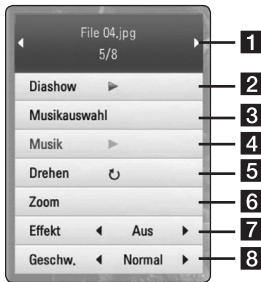 File 04.jpg
1
5/8
Diashow
2
Musikauswahl
3
Musik
4
Drehen
5
Zoom
6
Effekt Aus
7
Geschw. Normal
8